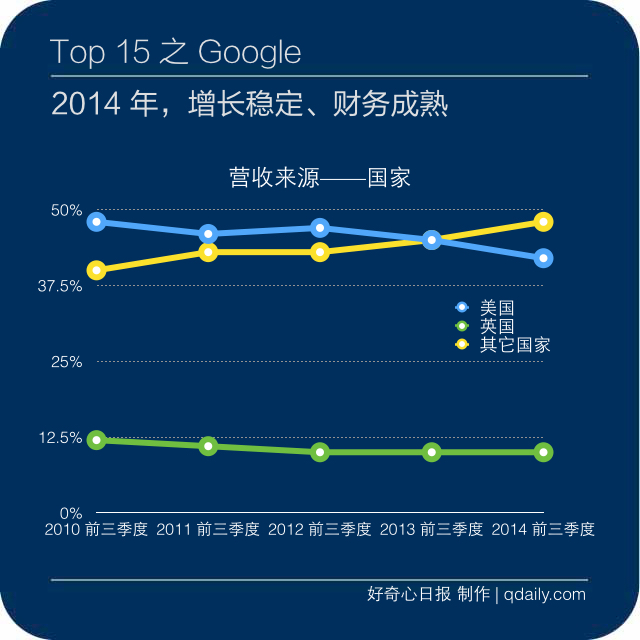 Top 15 之 Google
2014 年，增长稳定、财务成熟
营收来源——国家
50%
37.5%
25%
12.5%
0%
美国
英国
其它国家
2010 前三季度 2011 前三季度 2012 前三季度 2013 前三季度 2014 前三季度
好奇心日报 制作 | qdaily.com